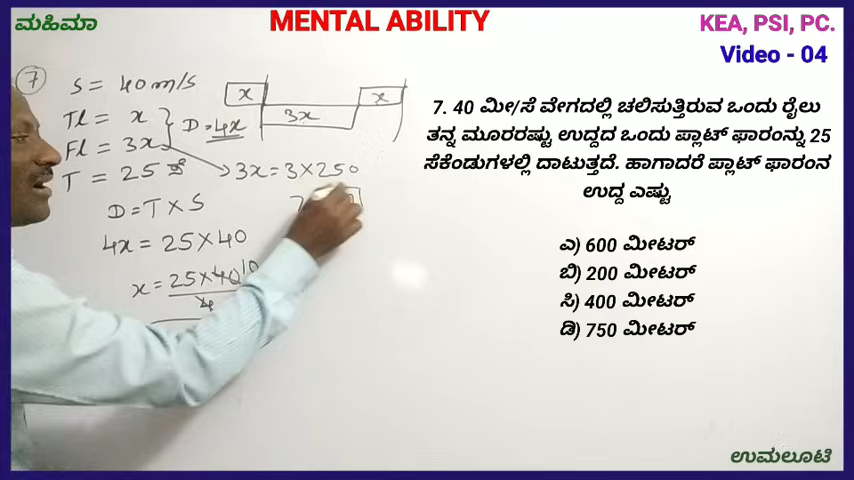 ಮಹಿಮಾ
MENTAL ABILITY
KEA, PSI, PC.
Video - 04
7
S = 40 m/s
Tl = x
Fl = 3x
D = 4x
T = 25 ಸೆ
D = T X S
4x = 25 X 40
x = 25 X 40 10
4
x
3x
x
3x = 3 X 250
7. 40 ಮೀ/ಸೆ ವೇಗದಲ್ಲಿ ಚಲಿಸುತ್ತಿರುವ ಒಂದು ರೈಲು
ತನ್ನ ಮೂರರಷ್ಟು ಉದ್ದದ ಒಂದು ಪ್ಲಾಟ್ ಫಾರಂನ್ನು 25
ಸೆಕೆಂಡುಗಳಲ್ಲಿ ದಾಟುತ್ತದೆ. ಹಾಗಾದರೆ ಪ್ಲಾಟ್ ಫಾರಂನ
ಉದ್ದ ಎಷ್ಟು
ಎ) 600 ಮೀಟರ್
ಬಿ) 200 ಮೀಟರ್
ಸಿ) 400 ಮೀಟರ್
ಡಿ) 750 ಮೀಟರ್
ಉಮಲೂಟಿ